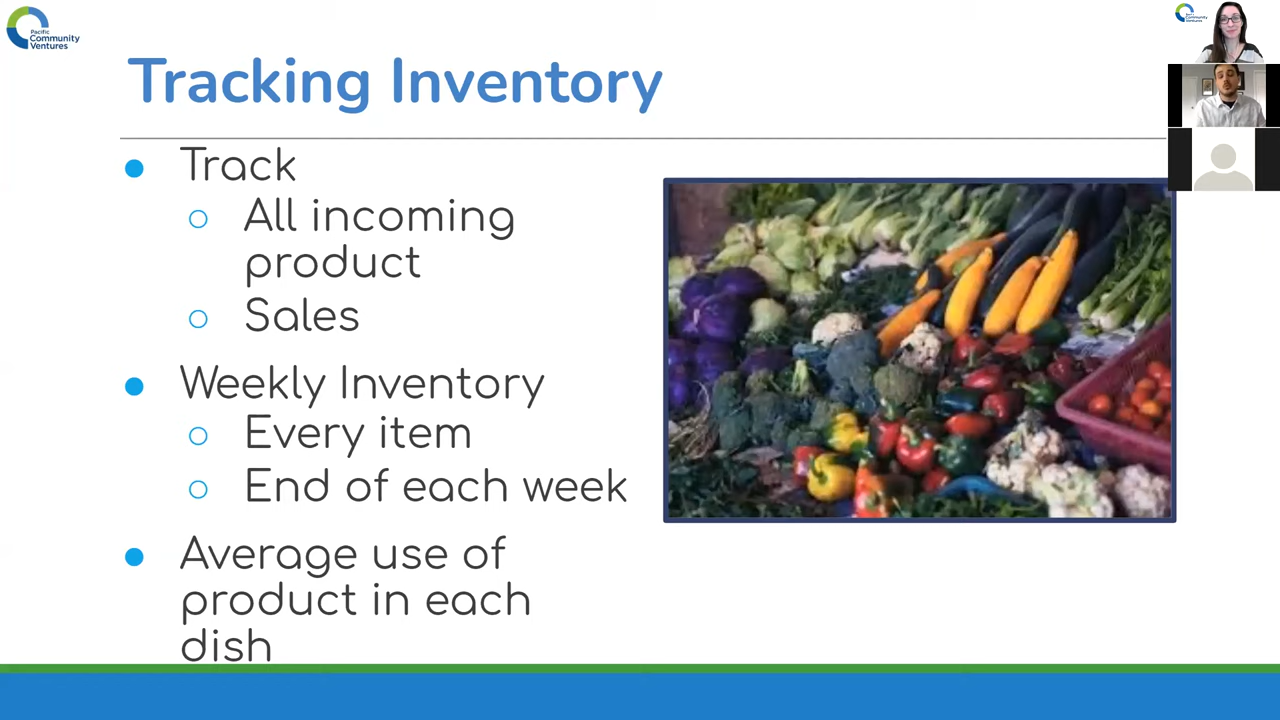 Pacific
Community
Ventures
Tracking Inventory
Track
All incoming
product
Sales
Weekly Inventory
Every item
End of each week
Average use of
product in each
dish